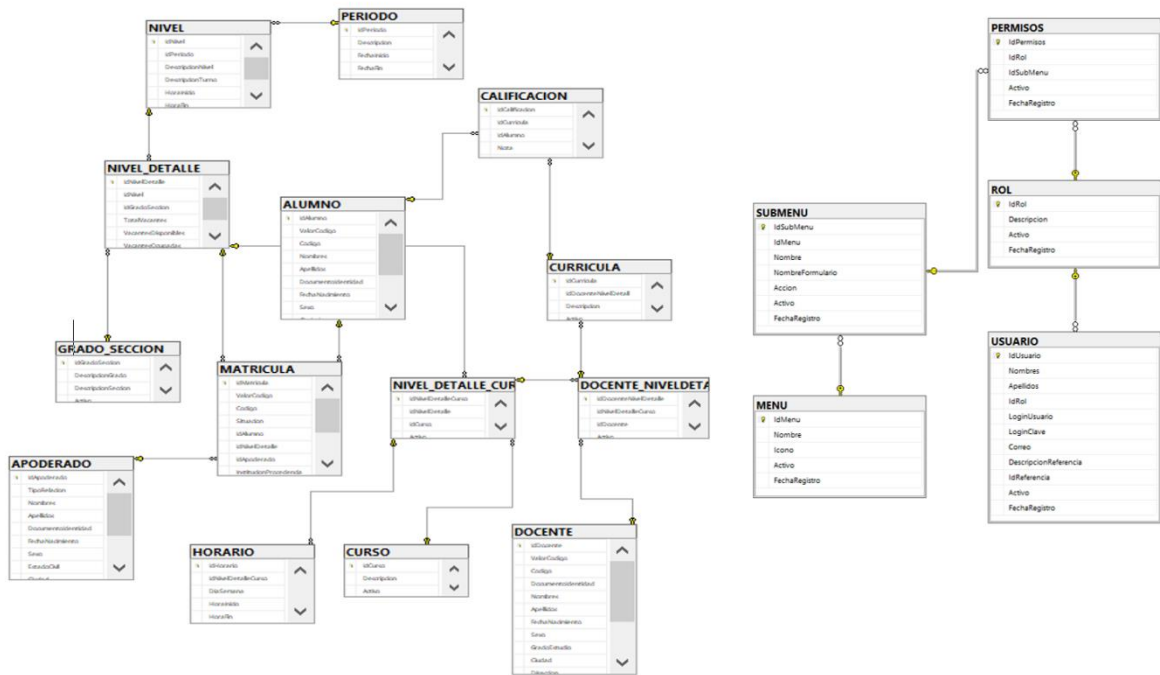 NIVEL
IdNivel
IdPeriodo
DescripcionNivel
DescripcionTurno
HoraInicio
HoraFin
PERIODO
IdPeriodo
Descripcion
FechaInicio
FechaFin
CALIFICACION
IdCalificacion
IdCurricula
IdAlumno
Nota
NIVEL_DETALLE
IdNivelDetalle
IdNivel
IdGradoSeccion
TotalVacantes
VacantesDisponibles
VacantesOcupadas
ALUMNO
IdAlumno
ValorCodigo
Codigo
Nombres
Apellidos
DocumentoIdentidad
FechaNacimiento
Sexo
CURRICULA
IdCurricula
IdDocenteNivelDetall
Descripcion
Activo
GRADO_SECCION
IdGradoSeccion
DescripcionGrado
DescripcionSeccion
Activo
MATRICULA
IdMatricula
ValorCodigo
Codigo
Situacion
IdAlumno
IdNivelDetalle
IdApoderado
InstitucionProcedencia
NIVEL_DETALLE_CUR
IdNivelDetalleCurso
IdNivelDetalle
IdCurso
Activo
DOCENTE_NIVELDETA
IdDocenteNivelDetalle
IdNivelDetalleCurso
IdDocente
Activo
APODERADO
IdApoderado
TipoRelacion
Nombres
Apellidos
DocumentoIdentidad
FechaNacimiento
Sexo
EstadoCivil
Ciudad
HORARIO
IdHorario
IdNivelDetalleCurso
DiaSemana
HoraInicio
HoraFin
CURSO
IdCurso
Descripcion
Activo
DOCENTE
IdDocente
ValorCodigo
Codigo
DocumentoIdentidad
Nombres
Apellidos
FechaNacimiento
Sexo
GradoEstudio
Ciudad
Direccion
PERMISOS
IdPermisos
IdRol
IdSubMenu
Activo
FechaRegistro
ROL
IdRol
Descripcion
Activo
FechaRegistro
SUBMENU
IdSubMenu
IdMenu
Nombre
NombreFormulario
Accion
Activo
FechaRegistro
MENU
IdMenu
Nombre
Icono
Activo
FechaRegistro
USUARIO
IdUsuario
Nombres
Apellidos
IdRol
LoginUsuario
LoginClave
Correo
DescripcionReferencia
IdReferencia
Activo
FechaRegistro